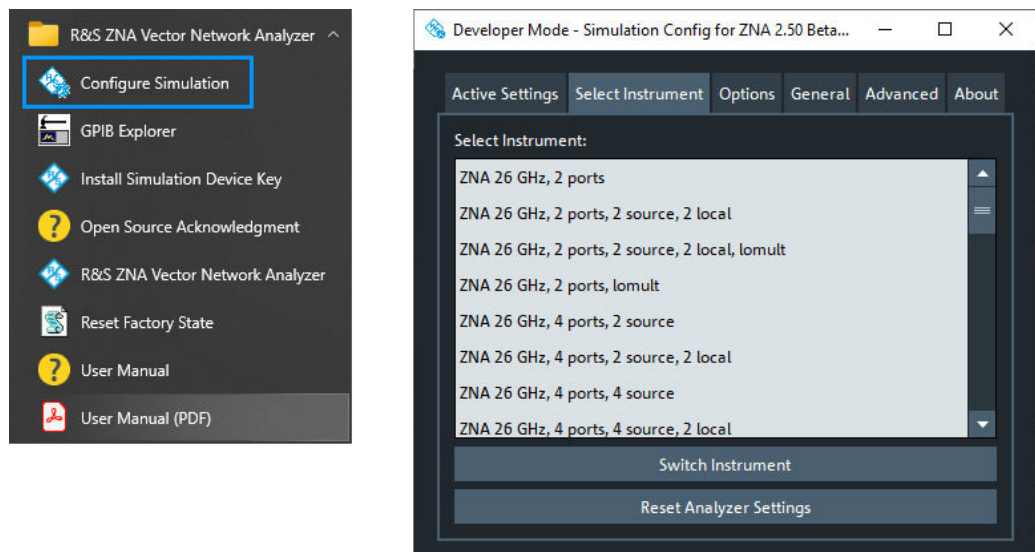 R&S ZNA Vector Network Analyzer
Configure Simulation
GPIB Explorer
Install Simulation Device Key
Open Source Acknowledgment
R&S ZNA Vector Network Analyzer
Reset Factory State
User Manual
User Manual (PDF)
Developer Mode - Simulation Config for ZNA 2.50 Beta...
Active Settings Select Instrument Options General Advanced About
Select Instrument:
ZNA 26 GHz, 2 ports
ZNA 26 GHz, 2 ports, 2 source, 2 local
ZNA 26 GHz, 2 ports, 2 source, 2 local, lomult
ZNA 26 GHz, 2 ports, lomult
ZNA 26 GHz, 4 ports, 2 source
ZNA 26 GHz, 4 ports, 2 source, 2 local
ZNA 26 GHz, 4 ports, 4 source
ZNA 26 GHz, 4 ports, 4 source, 2 local
Switch Instrument
Reset Analyzer Settings